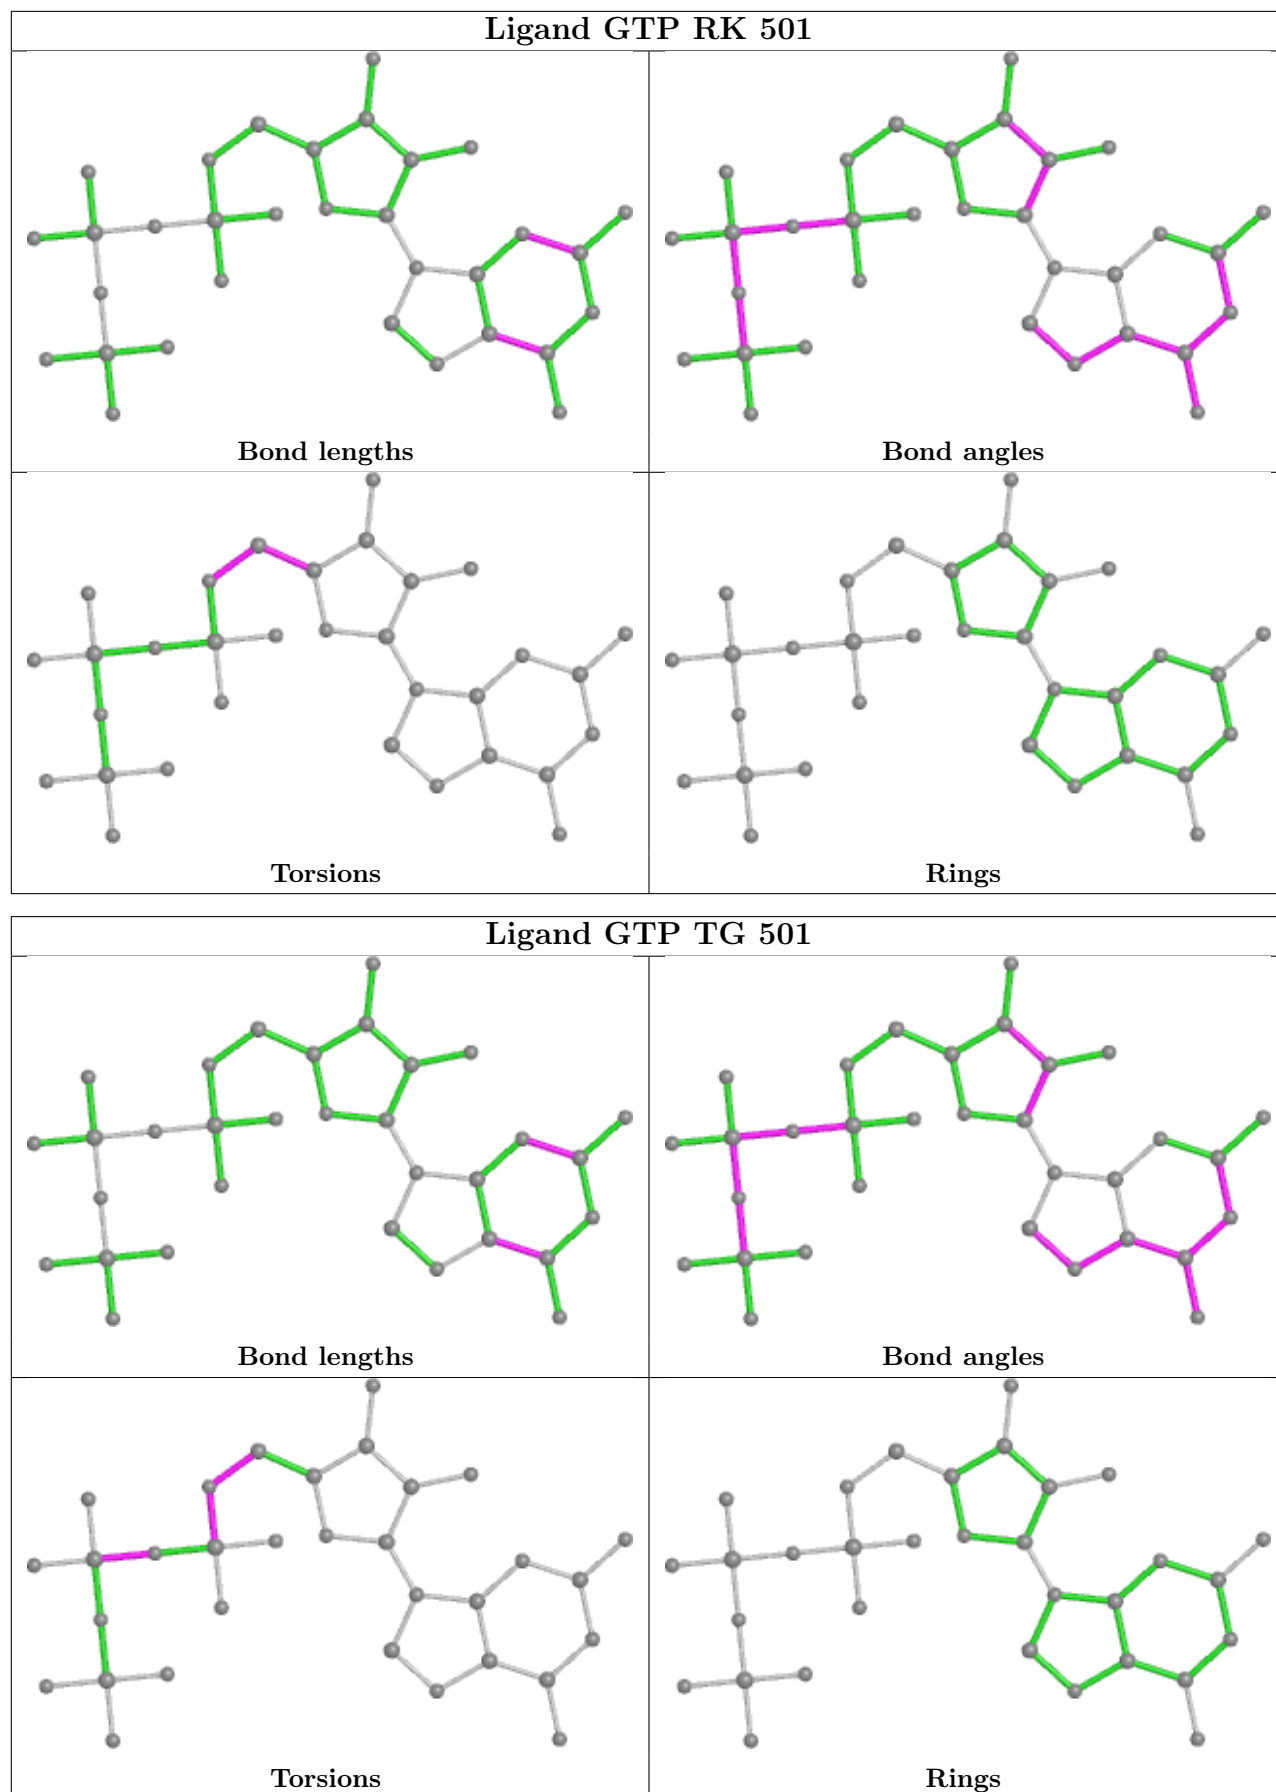 Ligand GTP RK 501
Bond lengths
Bond angles
Torsions
Rings
Ligand GTP TG 501
Bond lengths
Bond angles
Torsions
Rings